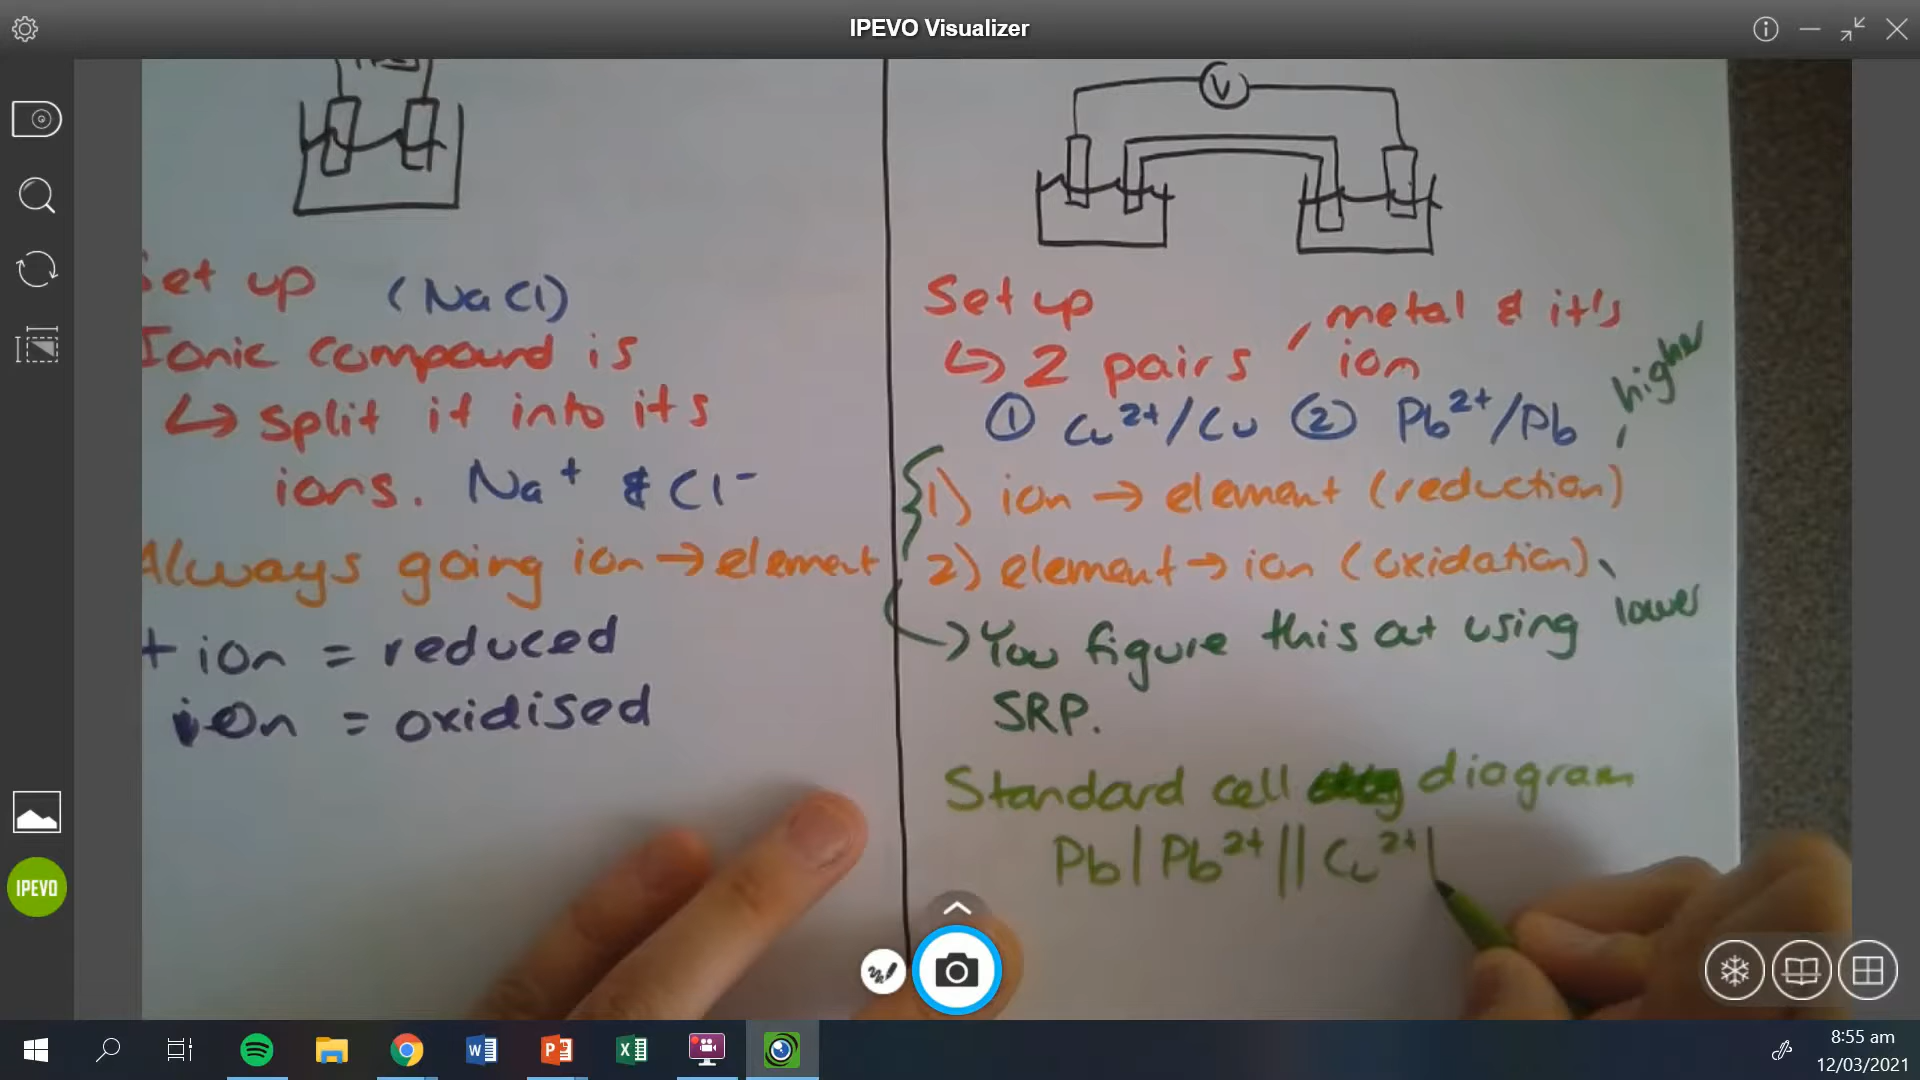 IPEVO Visualizer
V
Set up (NaCl)
Ionic compound is
↳ split it into it's
ions. Na⁺ & Cl⁻
Always going ion → element
+ ion = reduced
ion = oxidised
Set up
↳ 2 pairs
metal & it's
ion
① Cu²⁺/Cu ② Pb²⁺/Pb
higher
1) ion → element (reduction)
2) element → ion (oxidation)
lower
→ You figure this out using
SRP.
Standard cell diagram
Pb | Pb²⁺ || Cu²⁺ |
IPEVO
8:55 am
12/03/2021